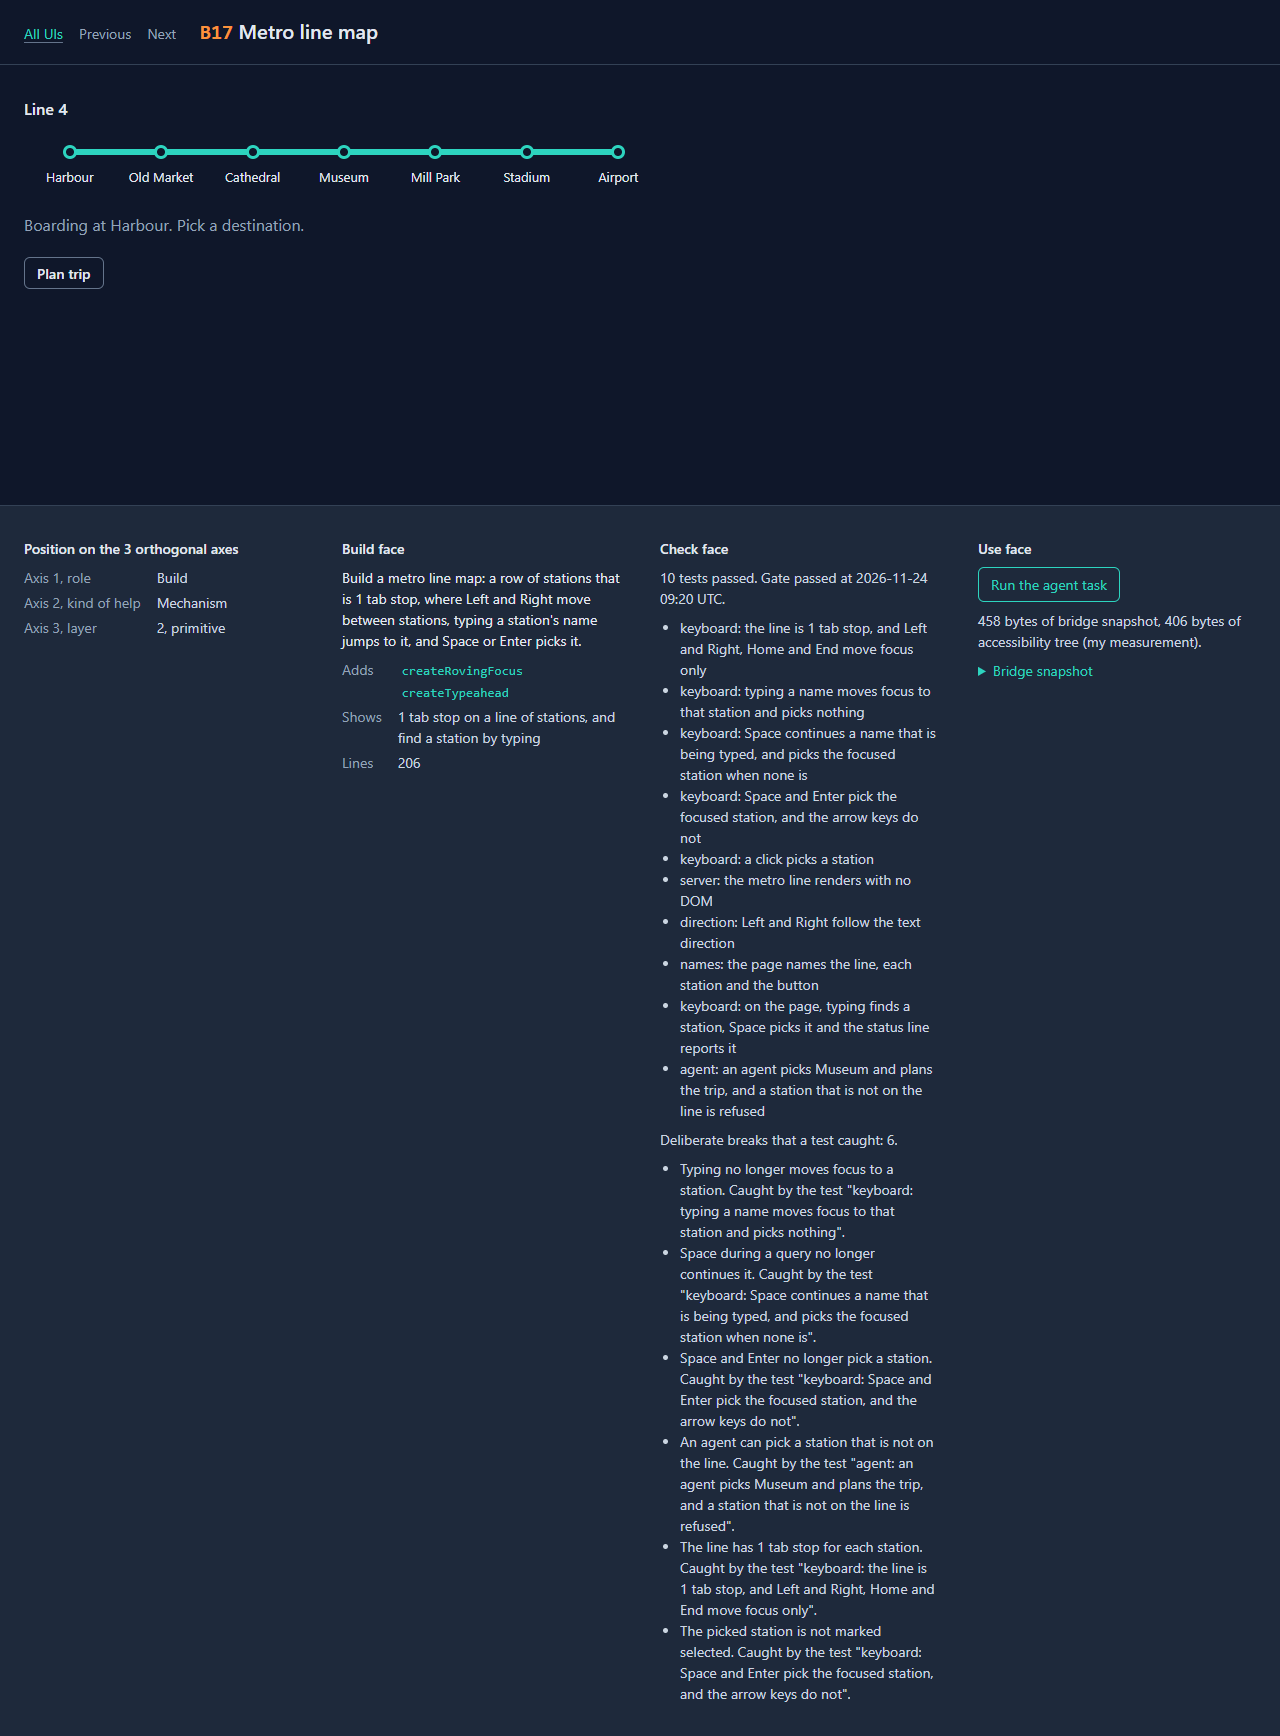 All UIs Previous Next B17 Metro line map
Line 4
Harbour Old Market Cathedral Museum Mill Park Stadium Airport
Boarding at Harbour. Pick a destination.
Plan trip
Position on the 3 orthogonal axes
Axis 1, role Build
Axis 2, kind of help Mechanism
Axis 3, layer 2, primitive
Build face
Build a metro line map: a row of stations that
is 1 tab stop, where Left and Right move
between stations, typing a station's name
jumps to it, and Space or Enter picks it.
Adds createRovingFocus
createTypeahead
Shows 1 tab stop on a line of stations, and
find a station by typing
Lines 206
Check face
10 tests passed. Gate passed at 2026-11-24
09:20 UTC.
• keyboard: the line is 1 tab stop, and Left
and Right, Home and End move focus
only
• keyboard: typing a name moves focus to
that station and picks nothing
• keyboard: Space continues a name that is
being typed, and picks the focused
station when none is
• keyboard: Space and Enter pick the
focused station, and the arrow keys do
not
• keyboard: a click picks a station
• server: the metro line renders with no
DOM
• direction: Left and Right follow the text
direction
• names: the page names the line, each
station and the button
• keyboard: on the page, typing finds a
station, Space picks it and the status line
reports it
• agent: an agent picks Museum and plans
the trip, and a station that is not on the
line is refused
Deliberate breaks that a test caught: 6.
• Typing no longer moves focus to a
station. Caught by the test "keyboard:
typing a name moves focus to that
station and picks nothing".
• Space during a query no longer
continues it. Caught by the test
"keyboard: Space continues a name that
is being typed, and picks the focused
station when none is".
• Space and Enter no longer pick a station.
Caught by the test "keyboard: Space and
Enter pick the focused station, and the
arrow keys do not".
• An agent can pick a station that is not on
the line. Caught by the test "agent: an
agent picks Museum and plans the trip,
and a station that is not on the line is
refused".
• The line has 1 tab stop for each station.
Caught by the test "keyboard: the line is
1 tab stop, and Left and Right, Home and
End move focus only".
• The picked station is not marked
selected. Caught by the test "keyboard:
Space and Enter pick the focused station,
and the arrow keys do not".
Use face
Run the agent task
458 bytes of bridge snapshot, 406 bytes of
accessibility tree (my measurement).
▶ Bridge snapshot